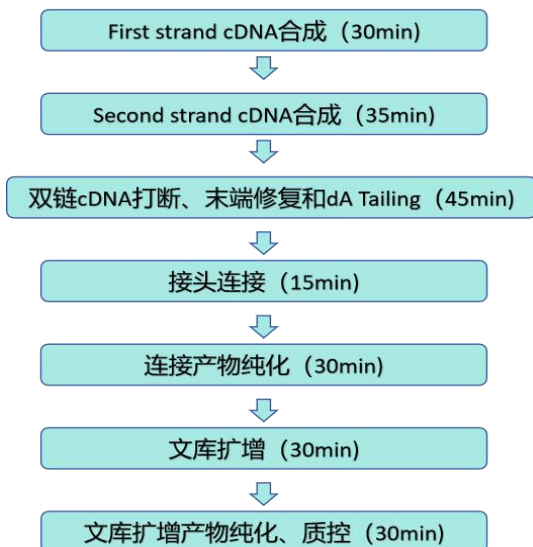 First strand cDNA合成（30min)
Second strand cDNA合成（35min)
双链cDNA打断、末端修复和dA Tailing（45min)
接头连接（15min)
连接产物纯化（30min)
文库扩增（30min)
文库扩增产物纯化、质控（30min)